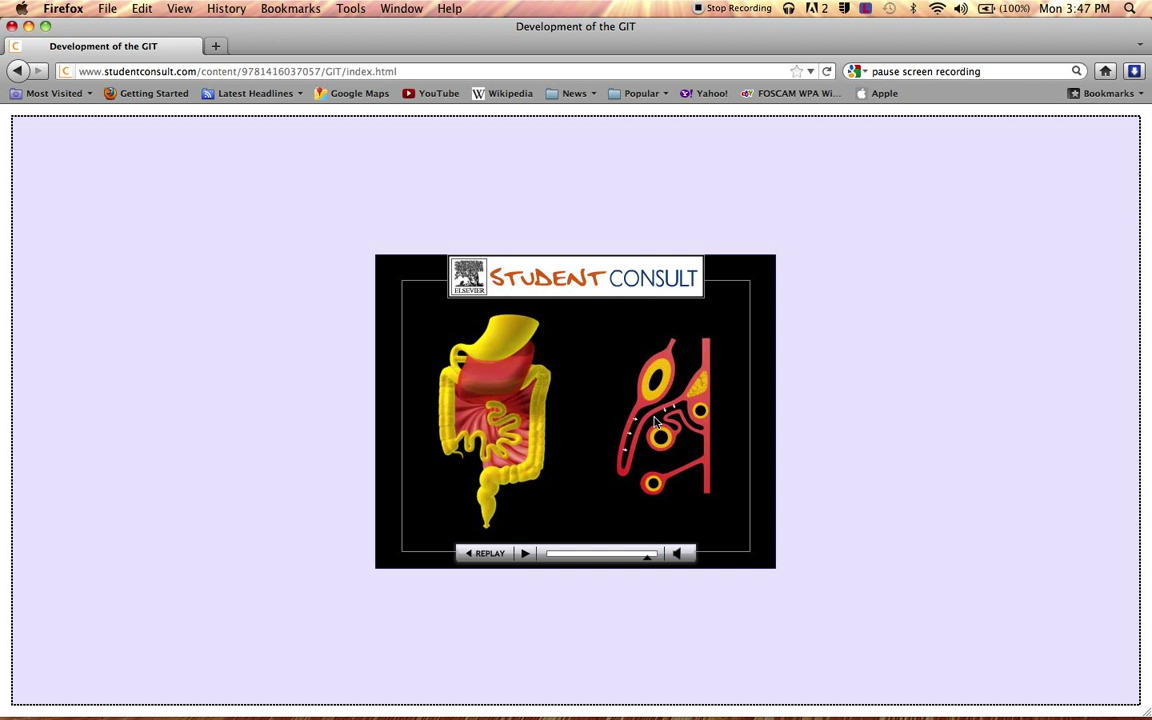 Firefox File Edit View History Bookmarks Tools Window Help Stop Recording 2 (100%) Mon 3:47 PM
Development of the GIT
Development of the GIT
www.studentconsult.com/content/9781416037057/GIT/index.html pause screen recording
Most Visited Getting Started Latest Headlines Google Maps YouTube Wikipedia News Popular Yahoo! FOSCAM WPA Wi... Apple Bookmarks
ELSEVIER STUDENT CONSULT
REPLAY